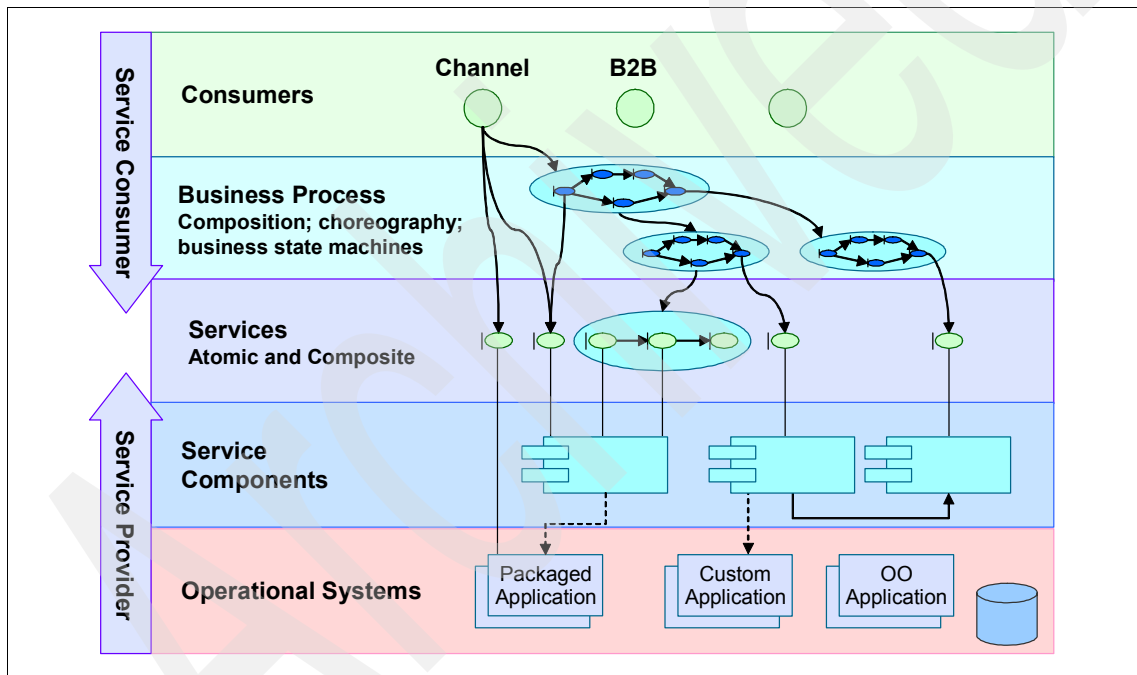 Service Consumer
Service Provider
Channel
B2B
Consumers
Business Process
Composition; choreography;
business state machines
Services
Atomic and Composite
Service
Components
Operational Systems
Packaged
Application
Custom
Application
OO
Application